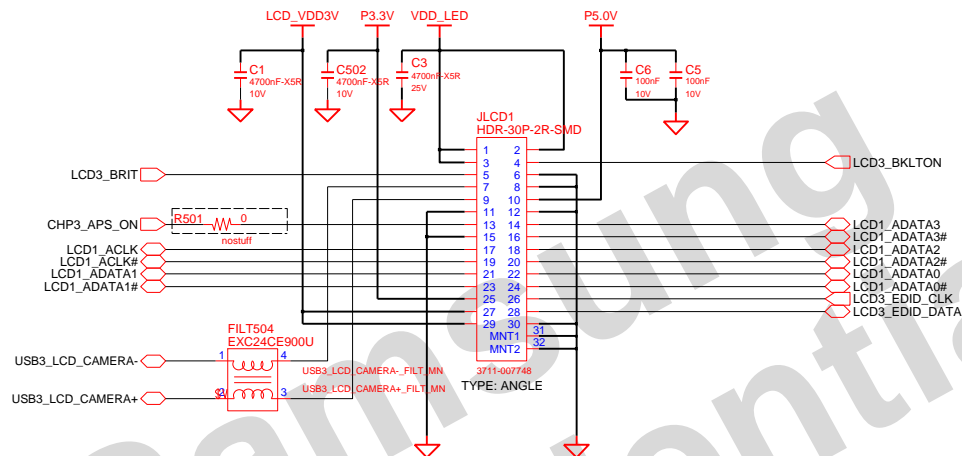 LCD_VDD3V
P3.3V
VDD_LED
P5.0V
C1
4700nF-X5R
10V
C502
4700nF-X5R
10V
C3
4700nF-X5R
25V
C6
100nF
10V
C5
100nF
10V
JLCD1
HDR-30P-2R-SMD
1 2
3 4
LCD3_BKLTON
LCD3_BRIT
5 6
7 8
9 10
11 12
CHP3_APS_ON
R501
0
nostuff
13 14
LCD1_ADATA3
15 16
LCD1_ADATA3#
LCD1_ACLK
17 18
LCD1_ADATA2
LCD1_ACLK#
19 20
LCD1_ADATA2#
LCD1_ADATA1
21 22
LCD1_ADATA0
LCD1_ADATA1#
23 24
LCD1_ADATA0#
25 26
LCD3_EDID_CLK
27 28
LCD3_EDID_DATA
29 30
MNT1 31
MNT2 32
3711-007748
TYPE: ANGLE
FILT504
EXC24CE900U
USB3_LCD_CAMERA-
1 4
USB3_LCD_CAMERA-_FILT_MN
USB3_LCD_CAMERA+
2 3
USB3_LCD_CAMERA+_FILT_MN
Samsung